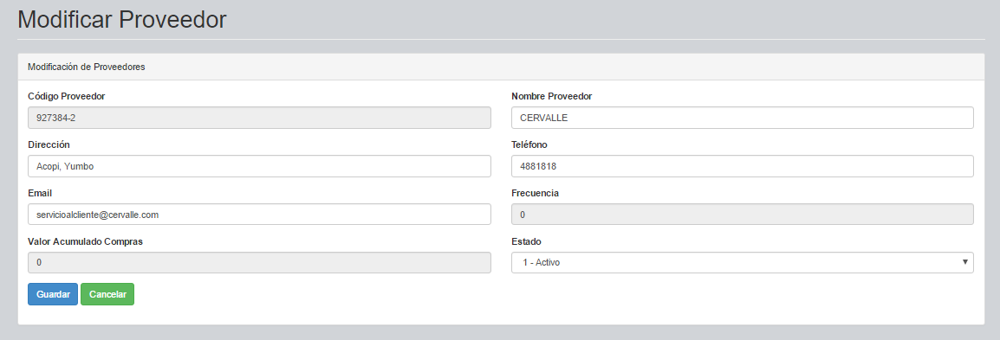 Modificar Proveedor
Modificación de Proveedores
Código Proveedor
Nombre Proveedor
927384-2
CERVALLE
Dirección
Teléfono
Acopi, Yumbo
4881818
Email
Frecuencia
servicioalcliente@cervalle.com
0
Valor Acumulado Compras
Estado
0
1 - Activo
Guardar
Cancelar